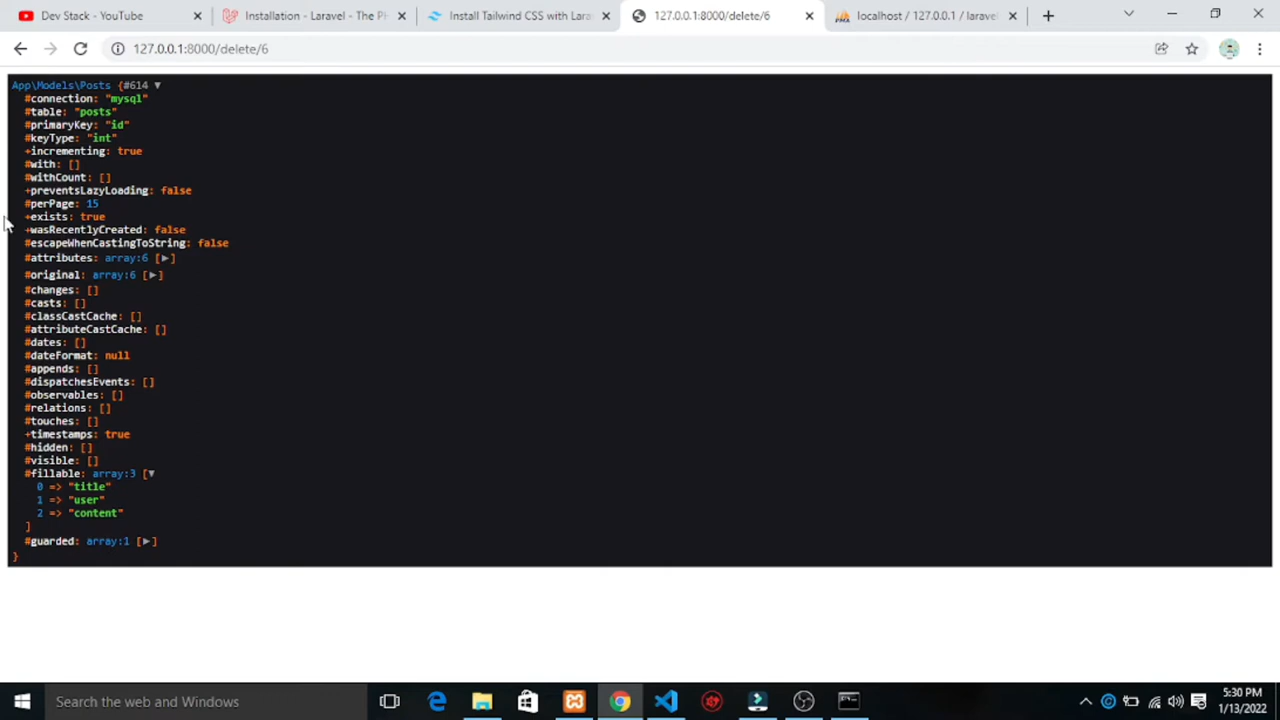 Dev Stack - YouTube
Installation - Laravel - The PH
Install Tailwind CSS with Lara
127.0.0.1:8000/delete/6
localhost / 127.0.0.1 / laravel
127.0.0.1:8000/delete/6
App\Models\Posts {#614 ▼
#connection: "mysql"
#table: "posts"
#primaryKey: "id"
#keyType: "int"
+incrementing: true
#with: []
#withCount: []
+preventsLazyLoading: false
#perPage: 15
+exists: true
+wasRecentlyCreated: false
#escapeWhenCastingToString: false
#attributes: array:6 [▶]
#original: array:6 [▶]
#changes: []
#casts: []
#classCastCache: []
#attributeCastCache: []
#dates: []
#dateFormat: null
#appends: []
#dispatchesEvents: []
#observables: []
#relations: []
#touches: []
+timestamps: true
#hidden: []
#visible: []
#fillable: array:3 [▼
0 => "title"
1 => "user"
2 => "content"
]
#guarded: array:1 [▶]
}
Search the web and Windows
5:30 PM
1/13/2022